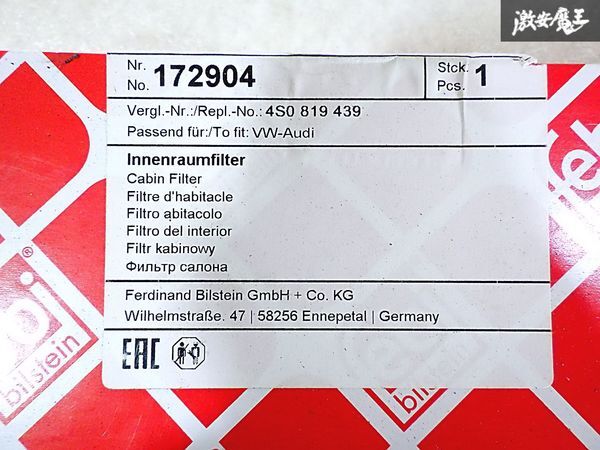 激安魔王
Nr.
No. 172904
Stck.
Pcs. 1
Vergl.-Nr.:/Repl.-No.: 4S0 819 439
Passend für:/To fit: VW-Audi
Innenraumfilter
Cabin Filter
Filtre d'habitacle
Filtro abitacolo
Filtro del interior
Filtr kabinowy
Фильтр салона
Ferdinand Bilstein GmbH + Co. KG
Wilhelmstraße. 47 | 58256 Ennepetal | Germany
EAC
bilstein